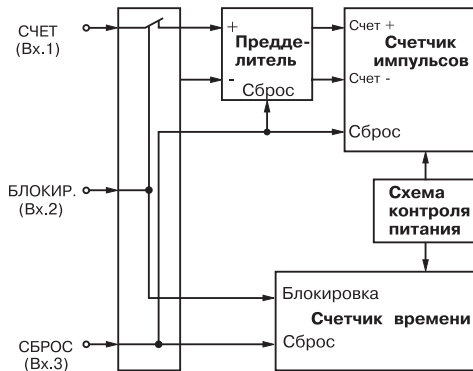 СЧЕТ
(Вх.1)
+
-
Предде-
литель
Сброс
Счет +
Счет -
Сброс
Счетчик
импульсов
БЛОКИР.
(Вх.2)
Схема
контроля
питания
Блокировка
Счетчик времени
Сброс
СБРОС
(Вх.3)